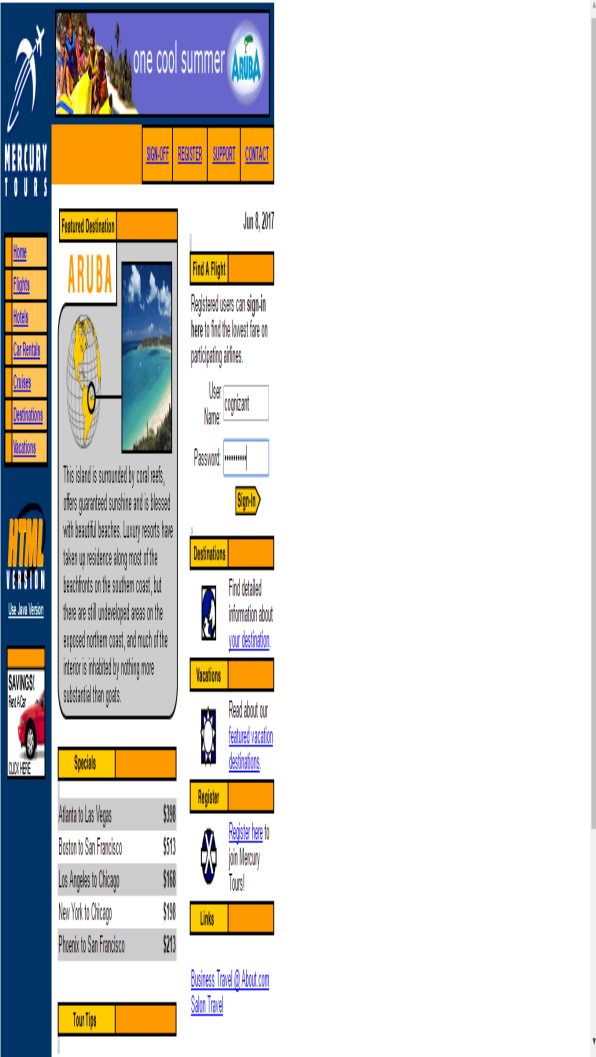 one cool summer
ARUBA
MERCURY
TOURS
SIGN-OFF
REGISTER
SUPPORT
CONTACT
Home
Flights
Hotels
Car Rentals
Cruises
Destinations
Vacations
HTML
VERSION
Use Java Version
SAVINGS!
Rent A Car
CLICK HERE
Featured Destination
ARUBA
This island is surrounded by coral reefs,
offers guaranteed sunshine and is blessed
with beautiful beaches. Luxury resorts have
taken up residence along most of the
beachfronts on the southern coast, but
there are still undeveloped areas on the
exposed northern coast, and much of the
interior is inhabited by nothing more
substantial than goats.
Specials
Atlanta to Las Vegas $398
Boston to San Francisco $513
Los Angeles to Chicago $168
New York to Chicago $198
Phoenix to San Francisco $213
Tour Tips
Jun 8, 2017
Find A Flight
Registered users can sign-in
here to find the lowest fare on
participating airlines.
User
Name: cognizant
Password: ••••••••••
Sign-In
Destinations
Find detailed
information about
your destination.
Vacations
Read about our
featured vacation
destinations.
Register
Register here to
join Mercury
Tours!
Links
Business Travel @ About.com
Salon Travel